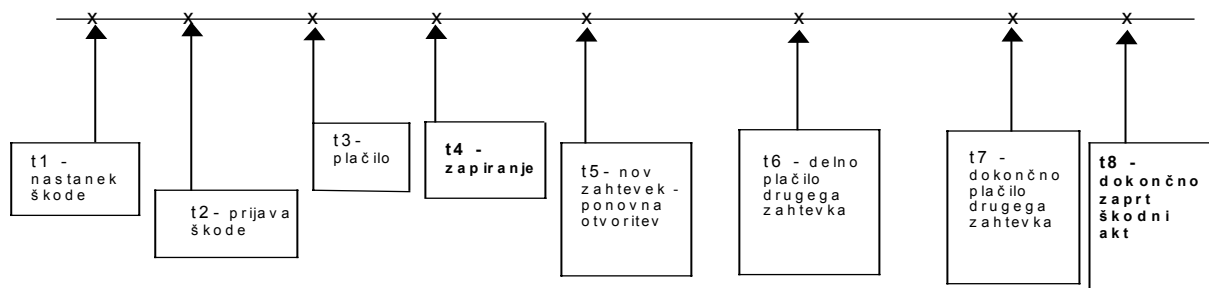 x x x x x x x x
t1 -
nastanek
škode
t2- prijava
škode
t3-
plačilo
t4 -
zapiranje
t5- nov
zahtevek -
ponovna
otvoritev
t6 - delno
plačilo
drugega
zahtevka
t7 -
dokončno
plačilo
drugega
zahtevka
t8 -
dokončno
zaprt
škodni
akt